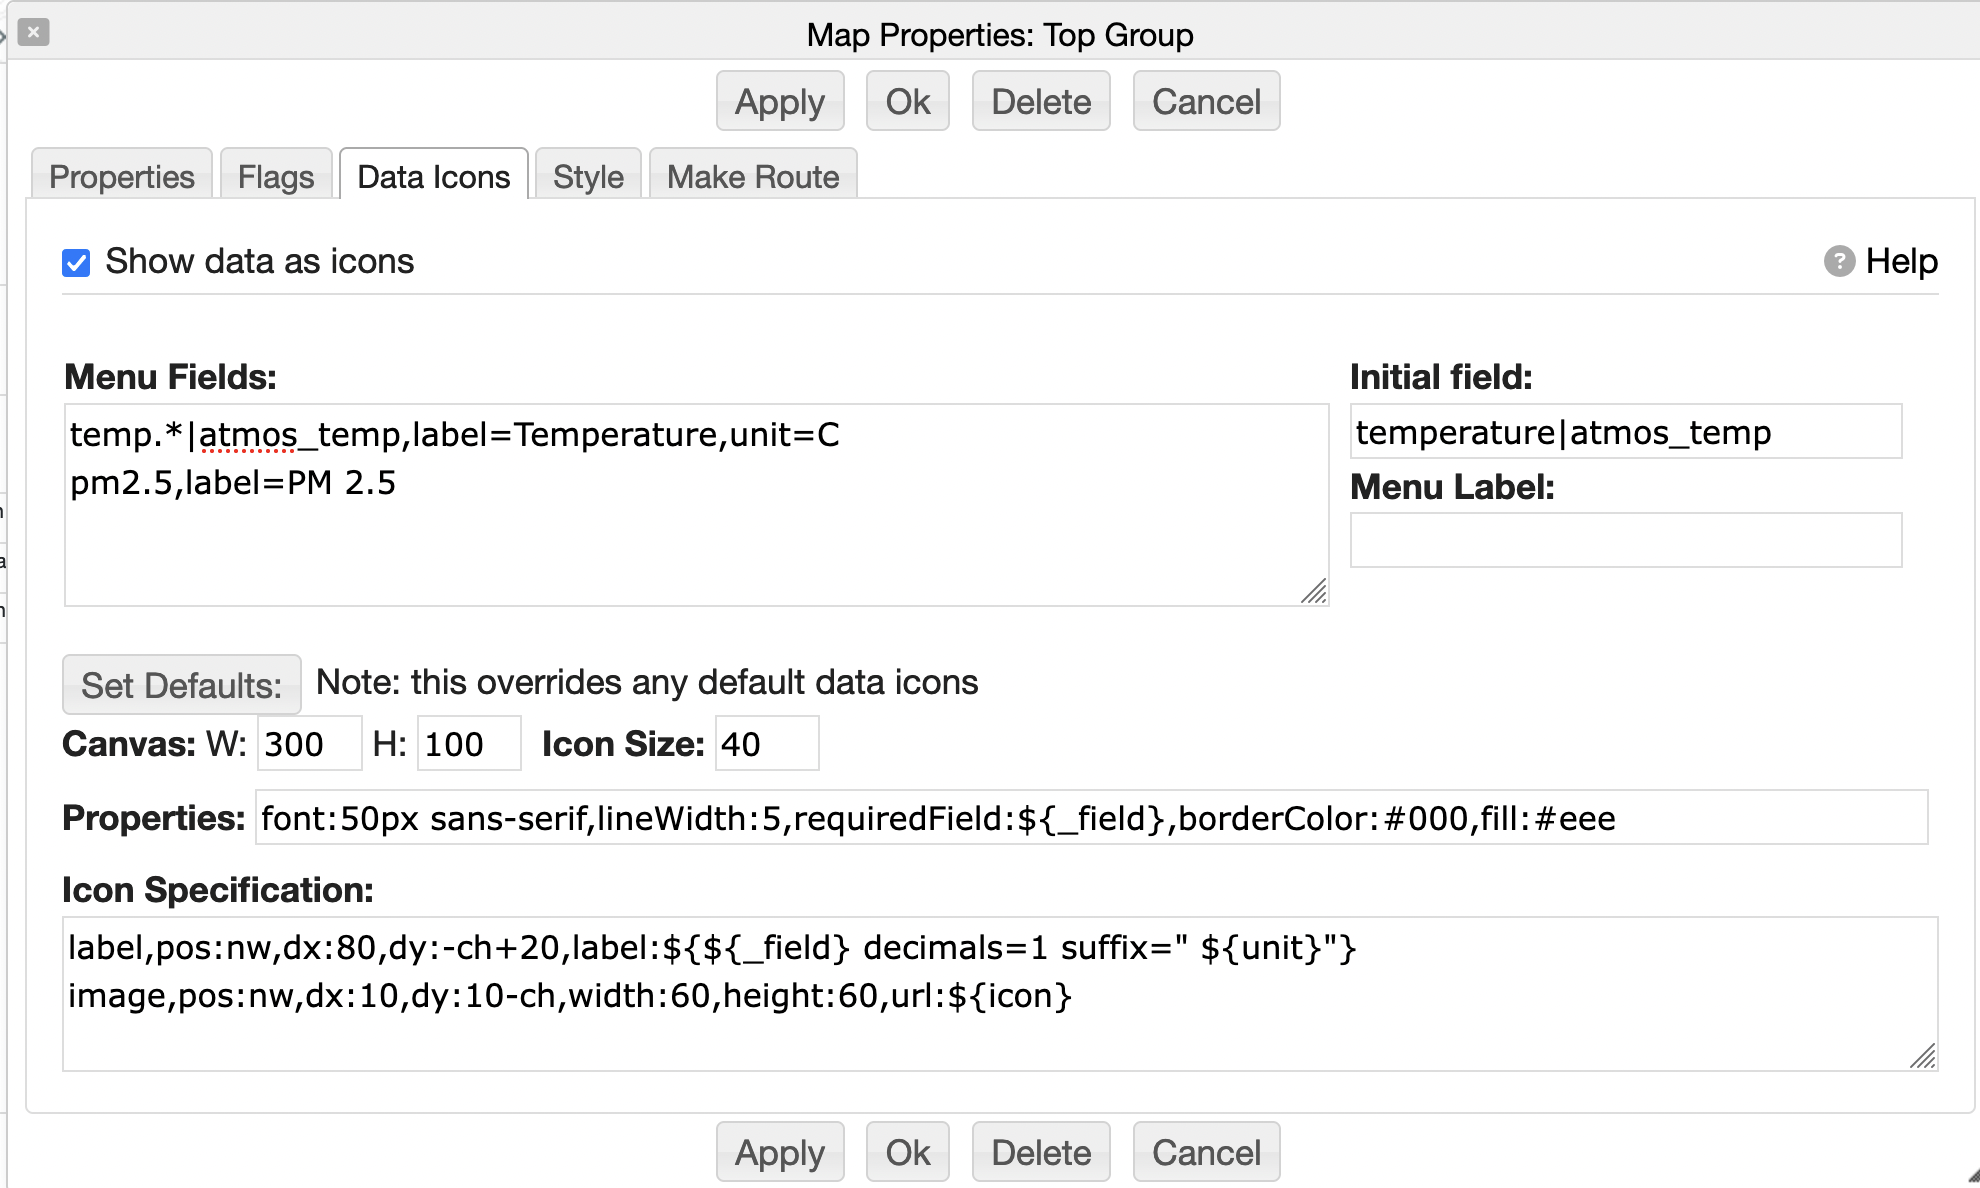 Map Properties: Top Group
Apply Ok Delete Cancel
Properties Flags Data Icons Style Make Route
Show data as icons ? Help
Menu Fields: Initial field:
temp.*|atmos_temp,label=Temperature,unit=C temperature|atmos_temp
pm2.5,label=PM 2.5 Menu Label:
Set Defaults: Note: this overrides any default data icons
Canvas: W: 300 H: 100 Icon Size: 40
Properties: font:50px sans-serif,lineWidth:5,requiredField:${_field},borderColor:#000,fill:#eee
Icon Specification:
label,pos:nw,dx:80,dy:-ch+20,label:${${_field} decimals=1 suffix=" ${unit}"}
image,pos:nw,dx:10,dy:10-ch,width:60,height:60,url:${icon}
Apply Ok Delete Cancel